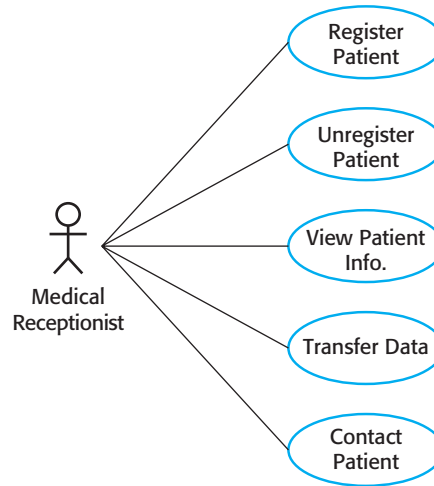 Register
Patient
Unregister
Patient
View Patient
Info.
Medical
Receptionist
Transfer Data
Contact
Patient